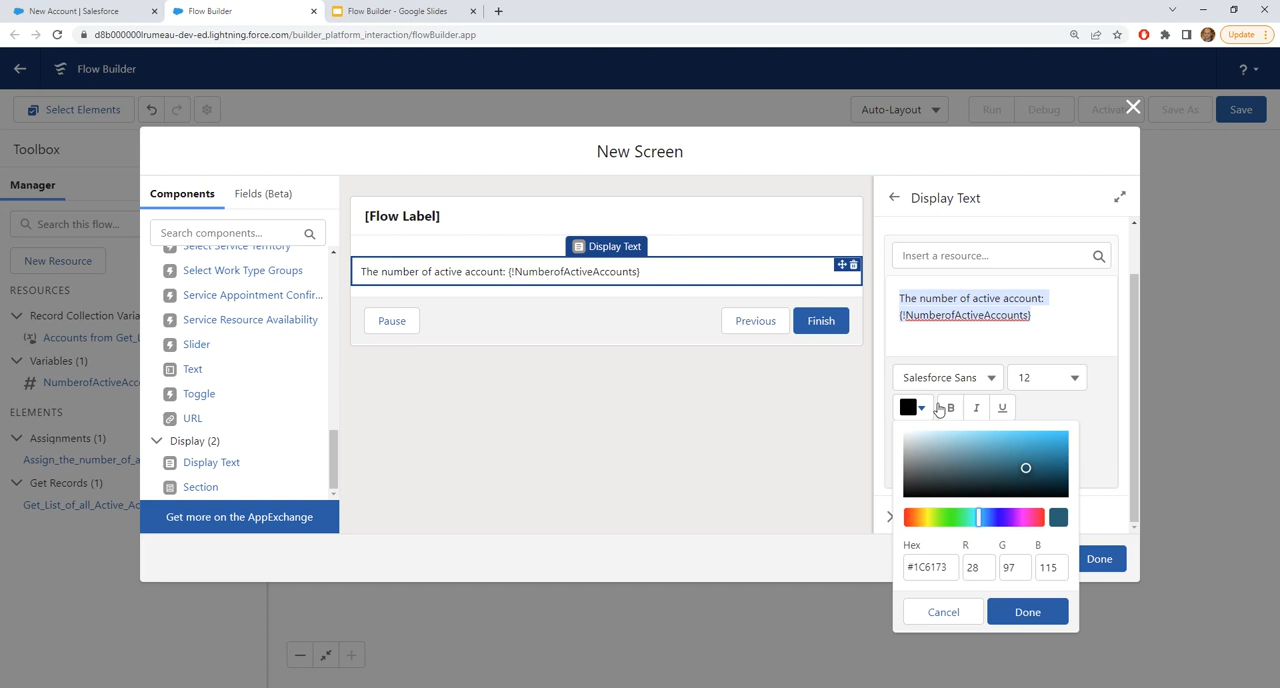 New Account | Salesforce
Flow Builder
Flow Builder - Google Slides
d8b000000lrumeau-dev-ed.lightning.force.com/builder_platform_interaction/flowBuilder.app
Update
Flow Builder
?
Select Elements
Auto-Layout
Run
Debug
Activat
Save As
Save
Toolbox
Manager
Search this flow...
New Resource
RESOURCES
Record Collection Varia
Accounts from Get_L
Variables (1)
NumberofActiveAcc
ELEMENTS
Assignments (1)
Assign_the_number_of_a
Get Records (1)
Get_List_of_all_Active_Ac
New Screen
Components
Fields (Beta)
Search components...
Select Service Territory
Select Work Type Groups
Service Appointment Confir...
Service Resource Availability
Slider
Text
Toggle
URL
Display (2)
Display Text
Section
Get more on the AppExchange
[Flow Label]
Display Text
The number of active account: {!NumberofActiveAccounts}
Pause
Previous
Finish
Display Text
Insert a resource...
The number of active account:
{!NumberofActiveAccounts}
Salesforce Sans
12
B
I
U
Hex
R
G
B
#1C6173
28
97
115
Cancel
Done
Done